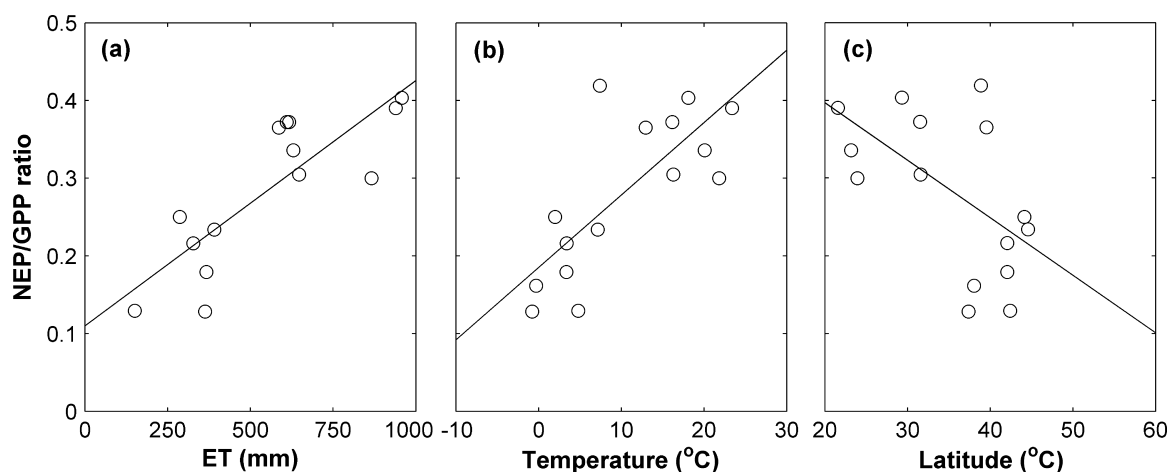 (a) (b) (c)
NEP/GPP ratio
0.5
0.4
0.3
0.2
0.1
0
0 250 500 750 1000
-10 0 10 20 30
20 30 40 50 60
ET (mm)
Temperature (°C)
Latitude (°C)